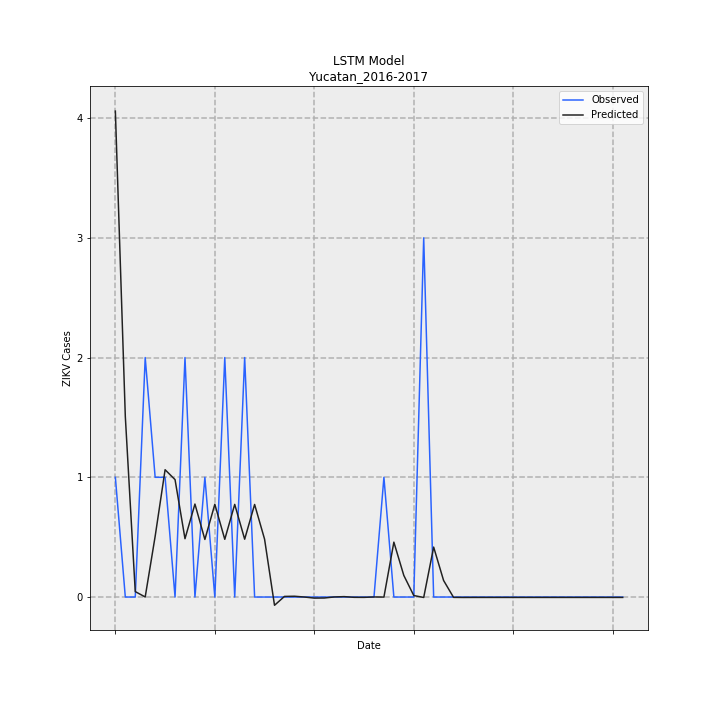 LSTM Model
Yucatan_2016-2017
Observed
Predicted
4
3
2
1
0
ZIKV Cases
Date